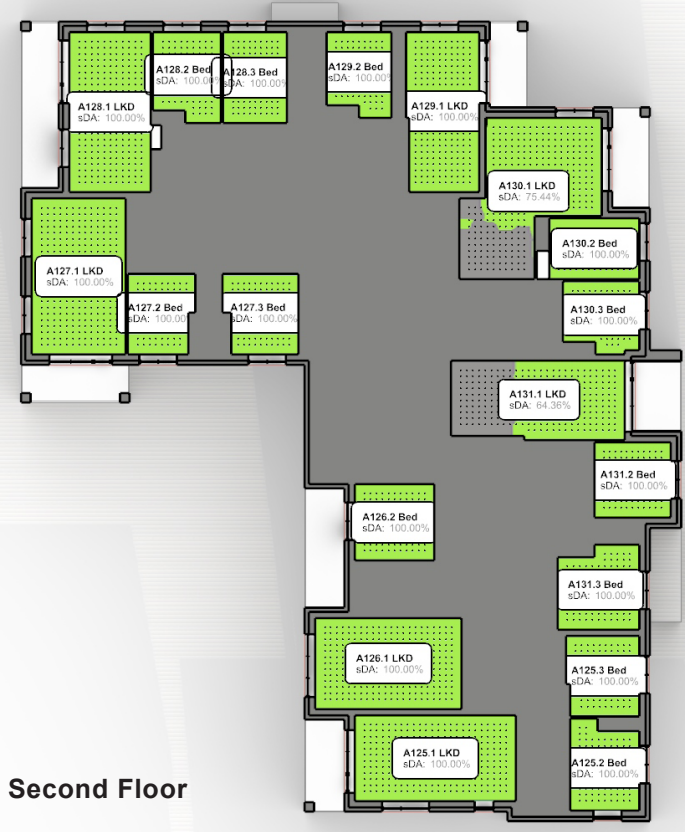 A128.2 Bed
sDA: 100.00%
A128.3 Bed
sDA: 100.00%
A129.2 Bed
sDA: 100.00%
A128.1 LKD
sDA: 100.00%
A129.1 LKD
sDA: 100.00%
A130.1 LKD
sDA: 75.44%
A130.2 Bed
sDA: 100.00%
A127.1 LKD
sDA: 100.00%
A127.2 Bed
sDA: 100.00
A127.3 Bed
sDA: 100.00%
A130.3 Bed
sDA: 100.00%
A131.1 LKD
sDA: 64.36%
A131.2 Bed
sDA: 100.00%
A126.2 Bed
sDA: 100.00%
A131.3 Bed
sDA: 100.00%
A126.1 LKD
sDA: 100.00%
A125.3 Bed
sDA: 100.00%
A125.1 LKD
sDA: 100.00%
A125.2 Bed
sDA: 100.00%
Second Floor